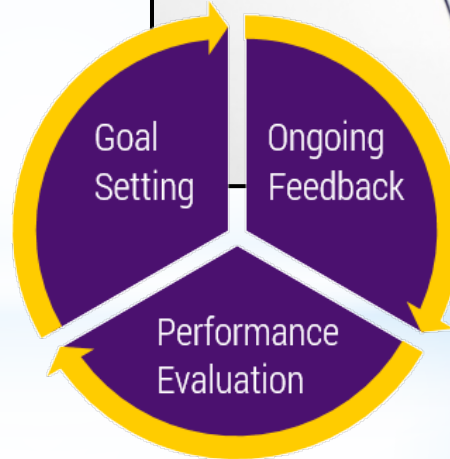 Goal
Setting
Ongoing
Feedback
Performance
Evaluation